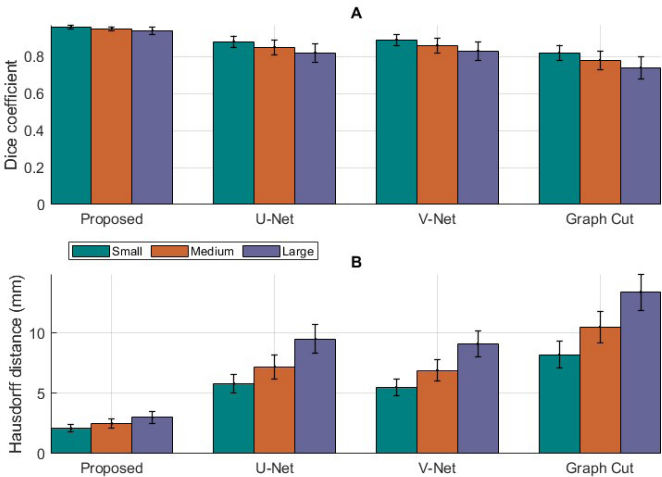 A
Dice coefficient
0.8
0.6
0.4
0.2
0
Proposed U-Net V-Net Graph Cut
Small Medium Large
B
Hausdorff distance (mm)
10
5
0
Proposed U-Net V-Net Graph Cut